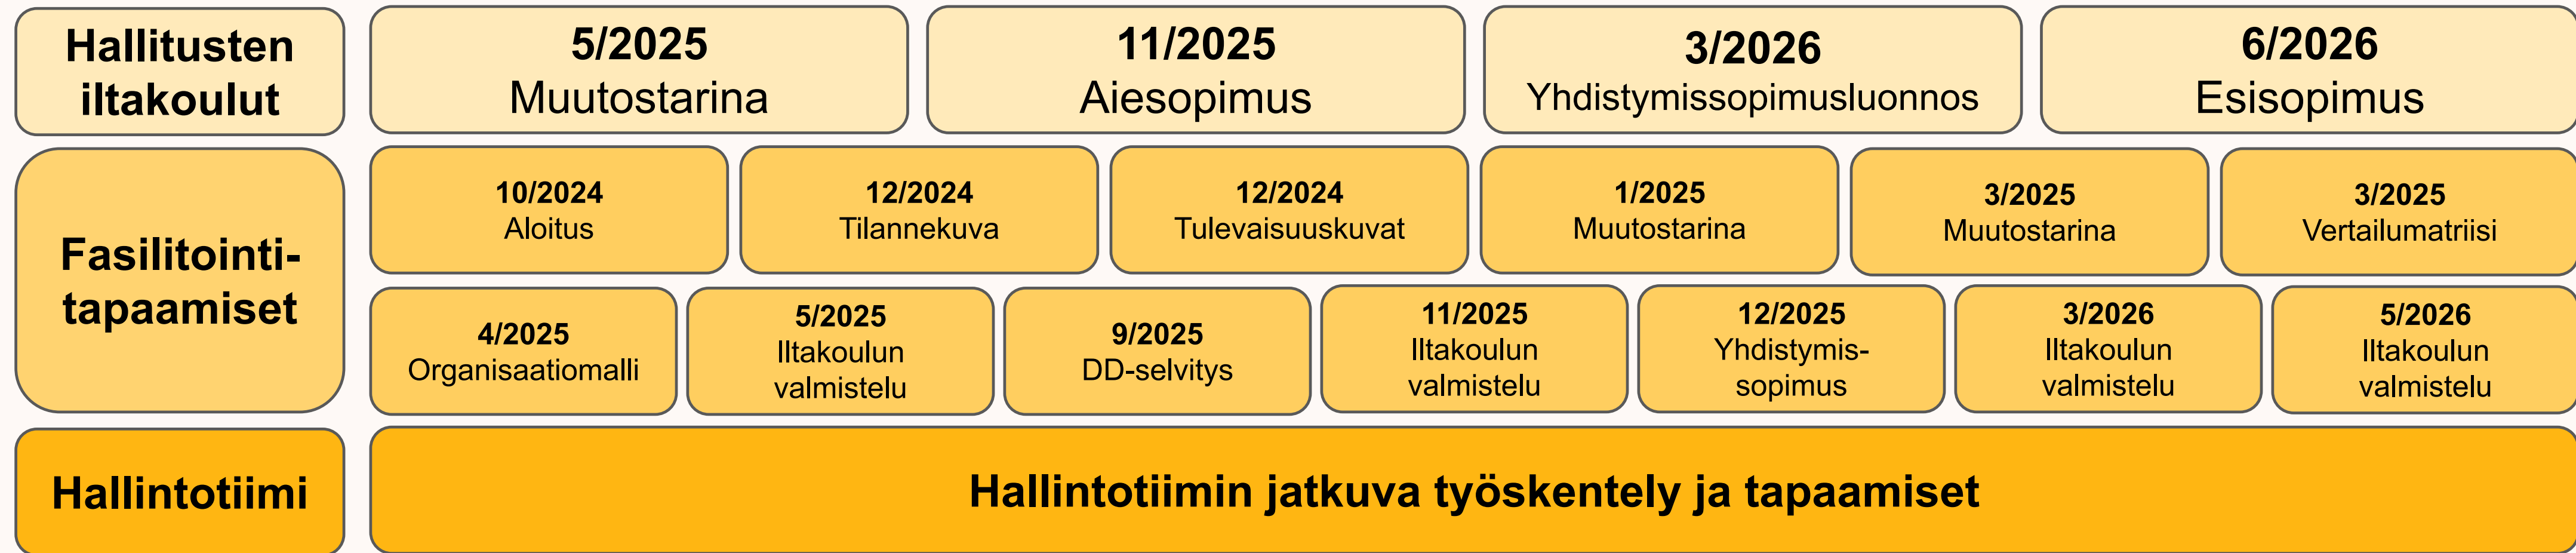 Hallitusten
iltakoulut
5/2025
Muutostarina
11/2025
Aiesopimus
3/2026
Yhdistymissopimusluonnos
6/2026
Esisopimus
Fasilitointi-
tapaamiset
10/2024
Aloitus
12/2024
Tilannekuva
12/2024
Tulevaisuuskuvat
1/2025
Muutostarina
3/2025
Muutostarina
3/2025
Vertailumatriisi
4/2025
Organisaatiomalli
5/2025
Iltakoulun
valmistelu
9/2025
DD-selvitys
11/2025
Iltakoulun
valmistelu
12/2025
Yhdistymis-
sopimus
3/2026
Iltakoulun
valmistelu
5/2026
Iltakoulun
valmistelu
Hallintotiimi
Hallintotiimin jatkuva työskentely ja tapaamiset